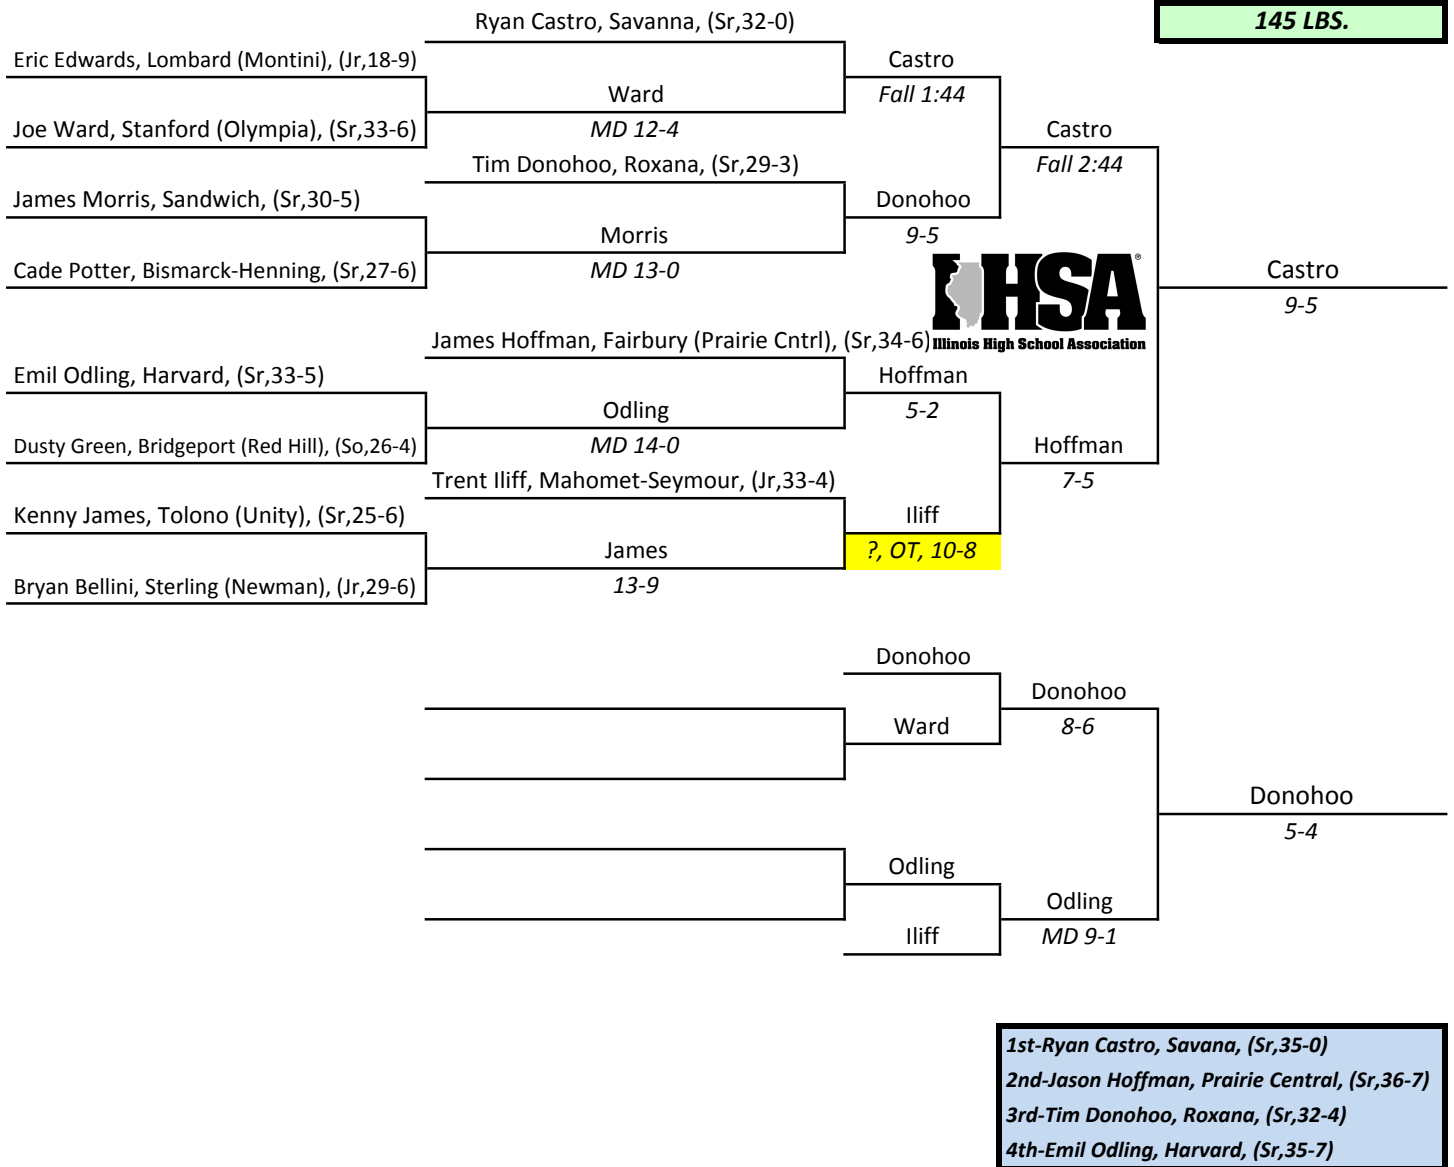 Ryan Castro, Savanna, (Sr,32-0)
145 LBS.
Eric Edwards, Lombard (Montini), (Jr,18-9)
Castro
Ward
Fall 1:44
Joe Ward, Stanford (Olympia), (Sr,33-6)
MD 12-4
Castro
Tim Donohoo, Roxana, (Sr,29-3)
Fall 2:44
James Morris, Sandwich, (Sr,30-5)
Donohoo
Morris
9-5
Cade Potter, Bismarck-Henning, (Sr,27-6)
MD 13-0
IHSA®
Illinois High School Association
Castro
9-5
James Hoffman, Fairbury (Prairie Cntrl), (Sr,34-6)
Emil Odling, Harvard, (Sr,33-5)
Hoffman
Odling
5-2
Dusty Green, Bridgeport (Red Hill), (So,26-4)
MD 14-0
Hoffman
Trent Iliff, Mahomet-Seymour, (Jr,33-4)
7-5
Kenny James, Tolono (Unity), (Sr,25-6)
Iliff
James
?, OT, 10-8
Bryan Bellini, Sterling (Newman), (Jr,29-6)
13-9
Donohoo
Donohoo
Ward
8-6
Donohoo
5-4
Odling
Odling
Iliff
MD 9-1
1st-Ryan Castro, Savana, (Sr,35-0)
2nd-Jason Hoffman, Prairie Central, (Sr,36-7)
3rd-Tim Donohoo, Roxana, (Sr,32-4)
4th-Emil Odling, Harvard, (Sr,35-7)